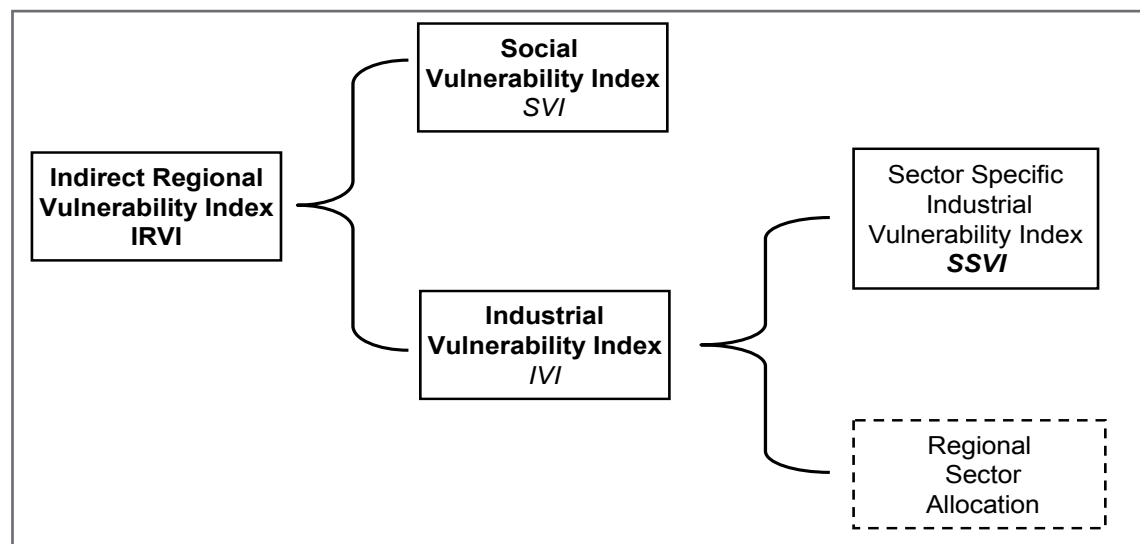 Social
Vulnerability Index
SVI
Indirect Regional
Vulnerability Index
IRVI
Sector Specific
Industrial
Vulnerability Index
SSVI
Industrial
Vulnerability Index
IVI
Regional
Sector
Allocation